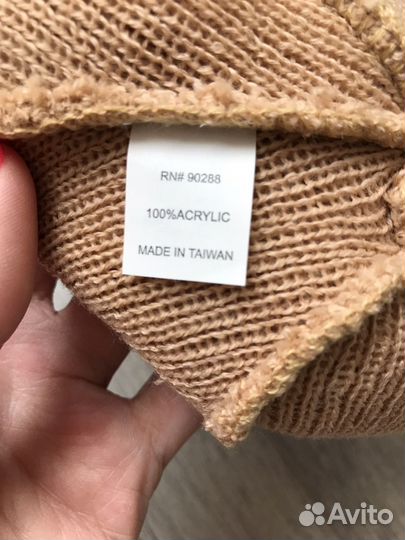 RN# 90288
100%ACRYLIC
MADE IN TAIWAN
Avito